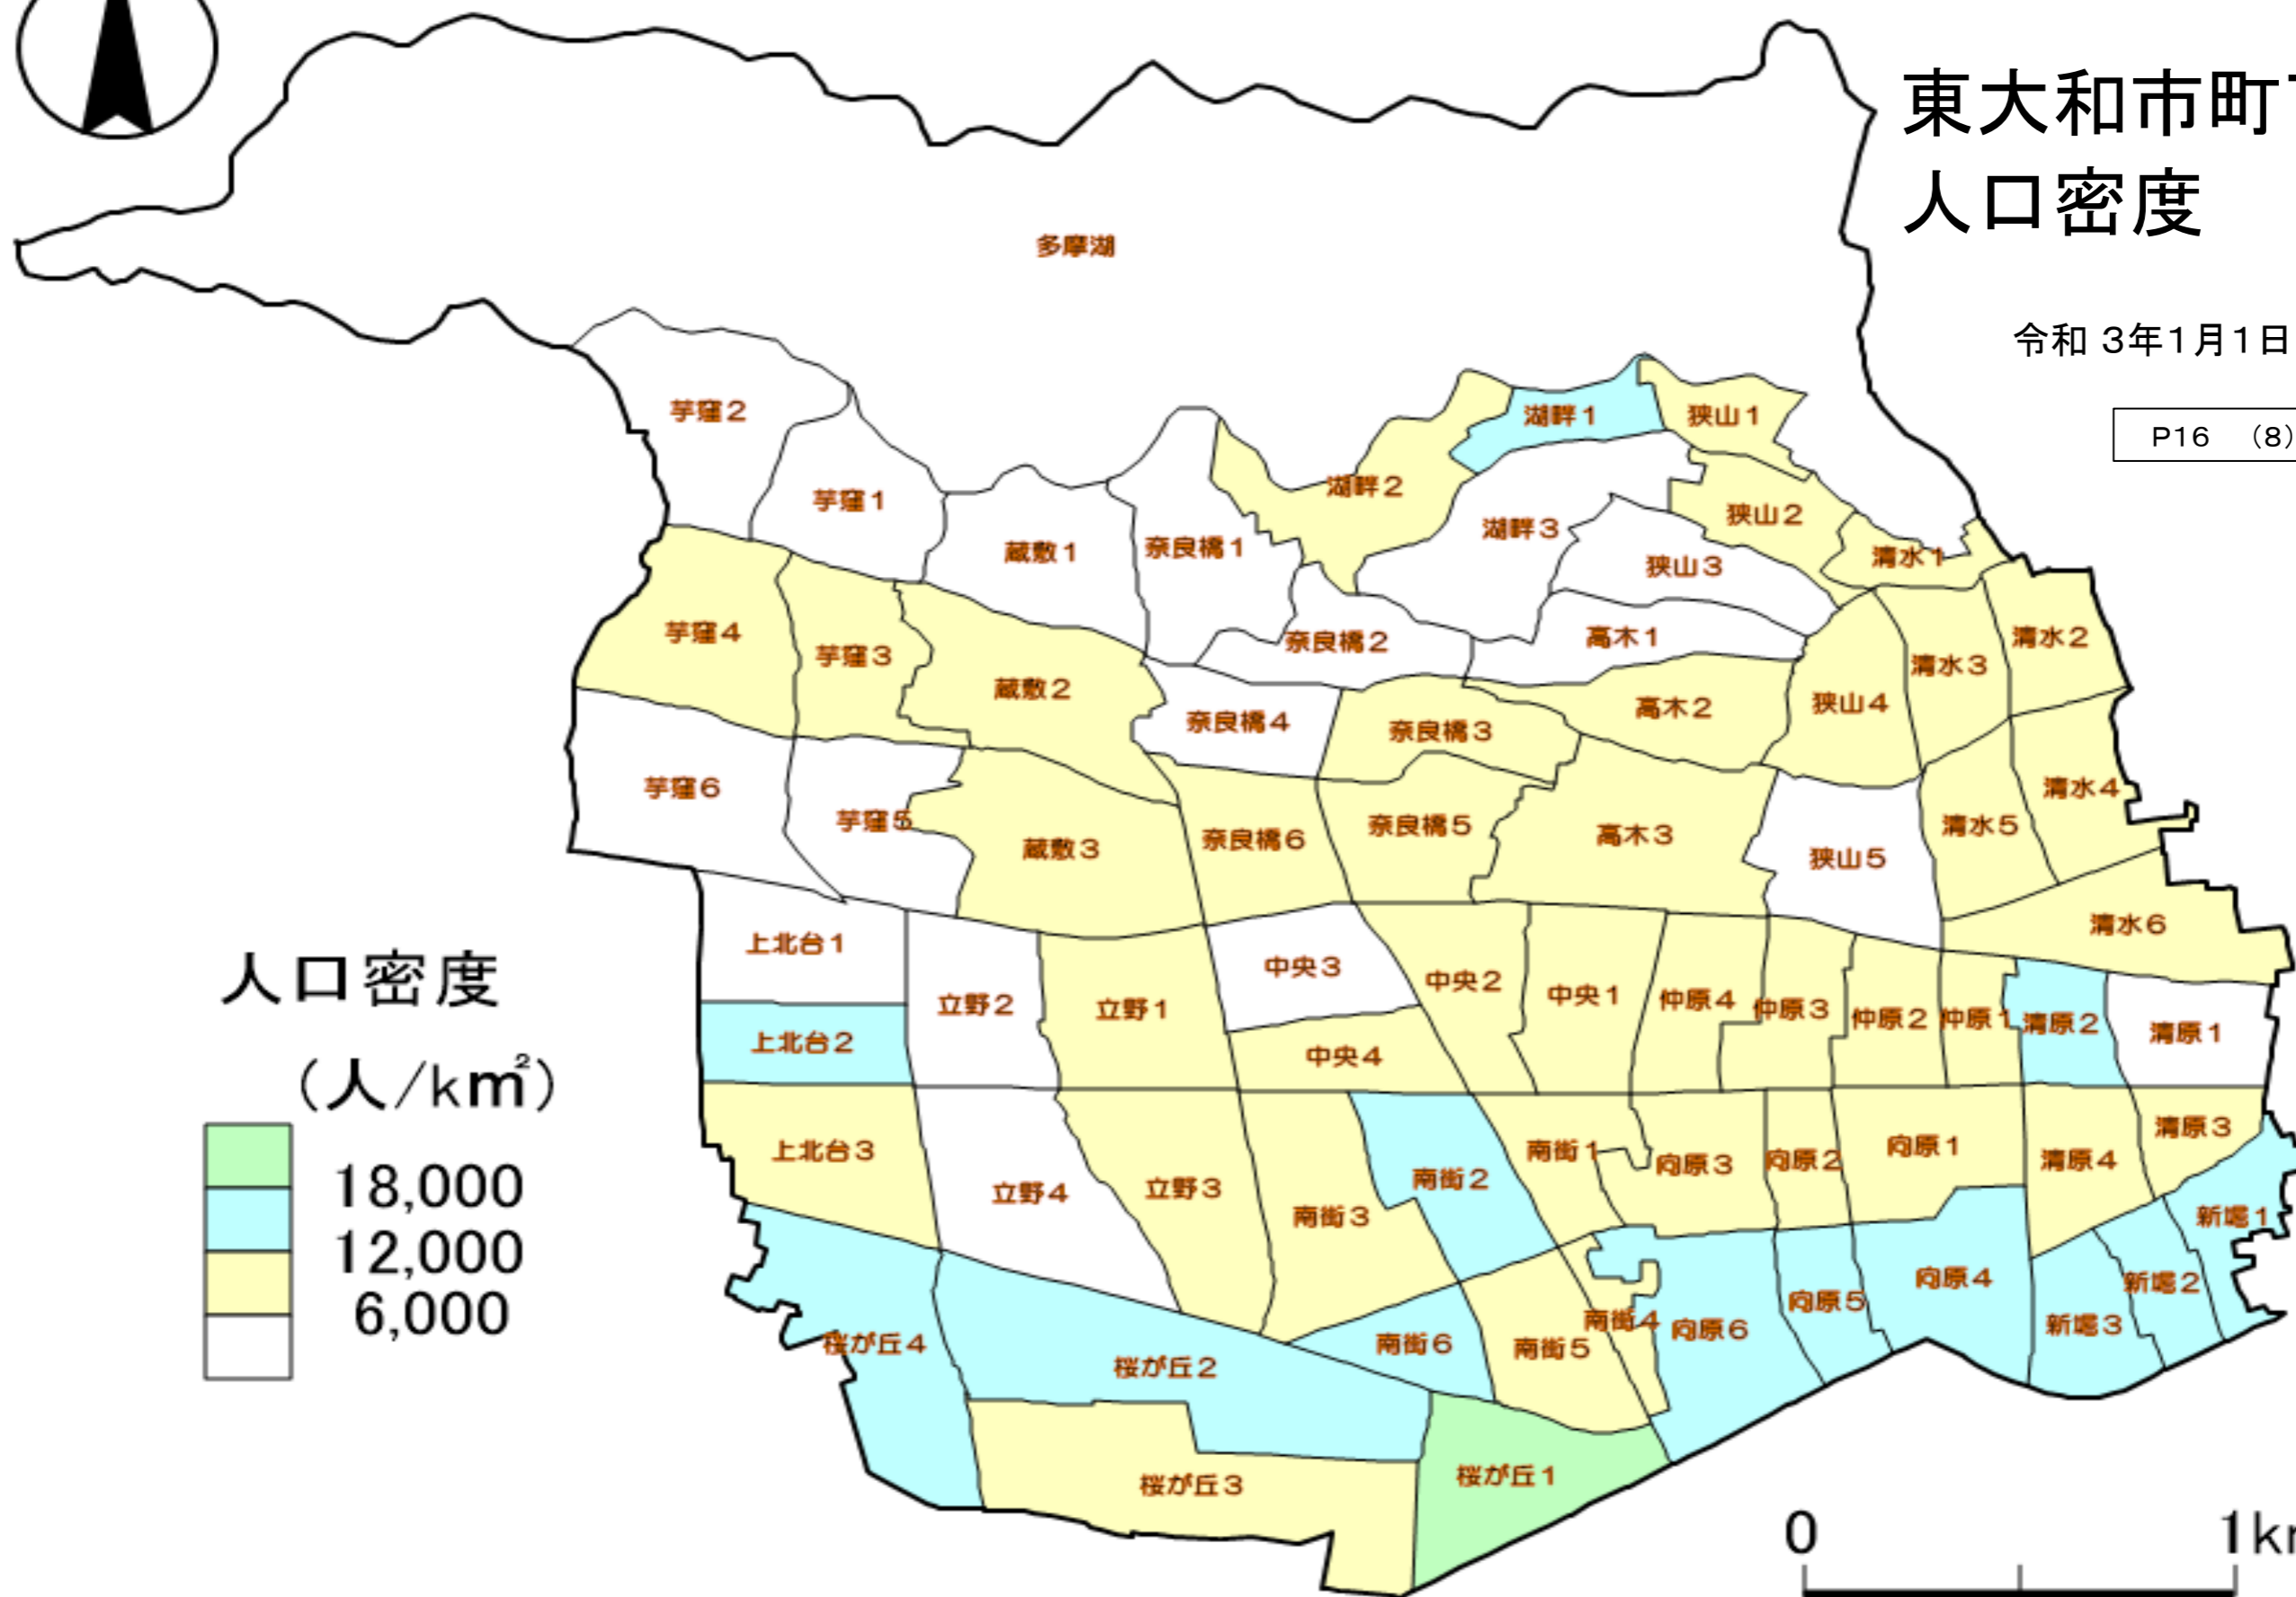 東大和市町
人口密度
令和 3年1月1日
P16 （8）
多摩湖
芋窪2
湖畔1
狭山1
芋窪1
湖畔2
狭山2
蔵敷1
奈良橋1
湖畔3
狭山3
清水1
芋窪4
芋窪3
奈良橋2
高木1
清水3
清水2
蔵敷2
奈良橋4
奈良橋3
高木2
狭山4
芋窪6
芋窪5
蔵敷3
奈良橋6
奈良橋5
高木3
狭山5
清水5
清水4
清水6
上北台1
立野2
立野1
中央3
中央2
中央1
仲原4
仲原3
仲原2
仲原1
清原2
清原1
上北台2
中央4
上北台3
立野4
立野3
南街3
南街2
南街1
向原3
向原2
向原1
清原4
清原3
新堀1
桜が丘4
桜が丘2
南街6
南街5
南街4
向原6
向原5
向原4
新堀3
新堀2
桜が丘3
桜が丘1
人口密度
（人/k㎡）
18,000
12,000
6,000
0
1k